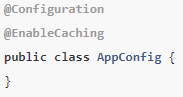 @Configuration
@EnableCaching
public class AppConfig {
}